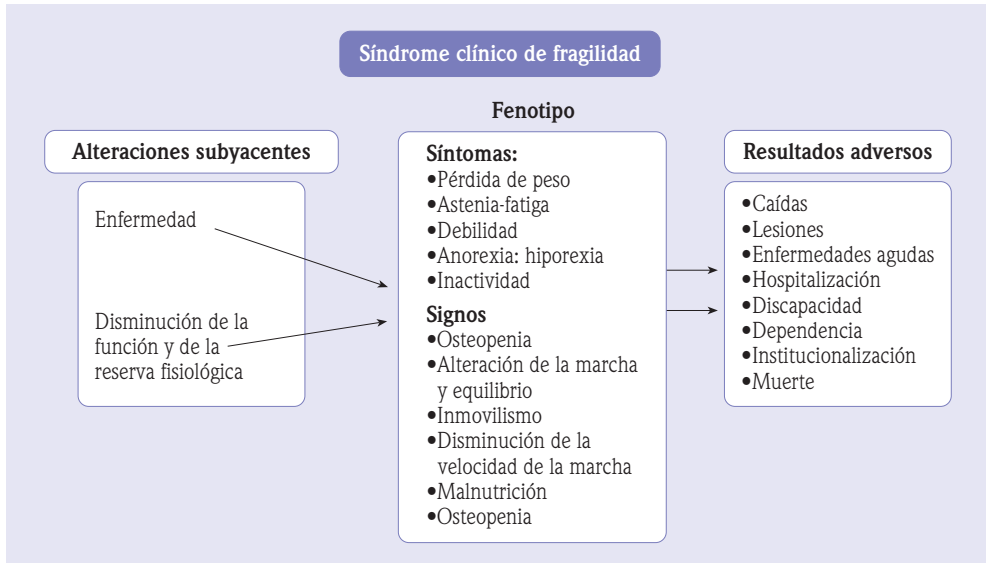 Síndrome clínico de fragilidad
Fenotipo
Alteraciones subyacentes
Enfermedad
Disminución de la
función y de la
reserva fisiológica
Síntomas:
•Pérdida de peso
•Astenia-fatiga
•Debilidad
•Anorexia: hiporexia
•Inactividad
Signos
•Osteopenia
•Alteración de la marcha
y equilibrio
•Inmovilismo
•Disminución de la
velocidad de la marcha
•Malnutrición
•Osteopenia
Resultados adversos
•Caídas
•Lesiones
•Enfermedades agudas
•Hospitalización
•Discapacidad
•Dependencia
•Institucionalización
•Muerte